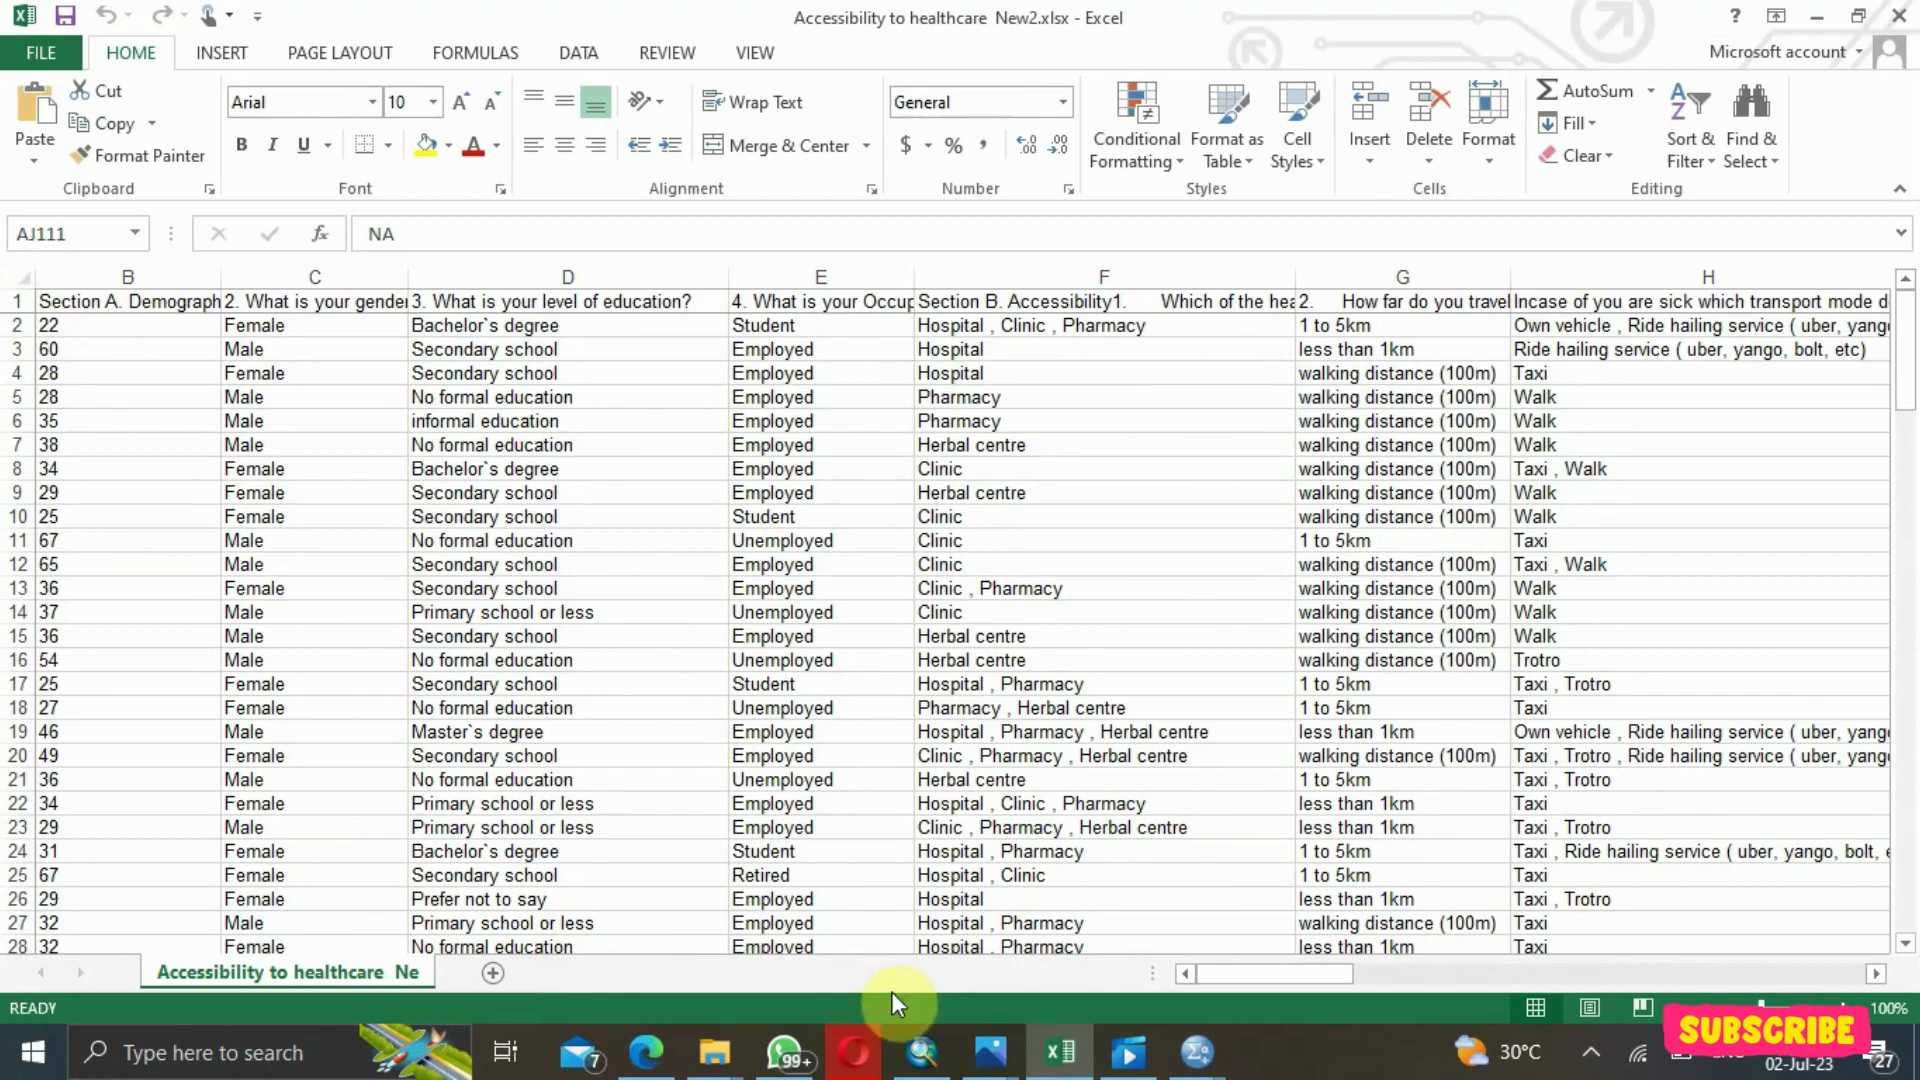 Accessibility to healthcare  New2.xlsx - Excel
?
FILE HOME INSERT PAGE LAYOUT FORMULAS DATA REVIEW VIEW
Microsoft account
Paste
Cut
Copy
Format Painter
Clipboard
Arial 10
B I U A
Font
Wrap Text
Merge & Center
Alignment
General
$ % ,
Number
Conditional Formatting
Format as Table
Cell Styles
Styles
Insert Delete Format
Cells
AutoSum
Fill
Clear
Sort & Filter
Find & Select
Editing
AJ111 fx NA
B C D E F G H
1 Section A. Demograph 2. What is your gender 3. What is your level of education? 4. What is your Occup Section B. Accessibility1. Which of the hea 2. How far do you travel Incase of you are sick which transport mode d
2 22 Female Bachelor`s degree Student Hospital , Clinic , Pharmacy 1 to 5km Own vehicle , Ride hailing service ( uber, yango
3 60 Male Secondary school Employed Hospital less than 1km Ride hailing service ( uber, yango, bolt, etc)
4 28 Female Secondary school Employed Hospital walking distance (100m) Taxi
5 28 Male No formal education Employed Pharmacy walking distance (100m) Walk
6 35 Male informal education Employed Pharmacy walking distance (100m) Walk
7 38 Male No formal education Employed Herbal centre walking distance (100m) Walk
8 34 Female Bachelor`s degree Employed Clinic walking distance (100m) Taxi , Walk
9 29 Female Secondary school Employed Herbal centre walking distance (100m) Walk
10 25 Female Secondary school Student Clinic walking distance (100m) Walk
11 67 Male No formal education Unemployed Clinic 1 to 5km Taxi
12 65 Male Secondary school Employed Clinic walking distance (100m) Taxi , Walk
13 36 Female Secondary school Employed Clinic , Pharmacy walking distance (100m) Walk
14 37 Male Primary school or less Unemployed Clinic walking distance (100m) Walk
15 36 Male Secondary school Employed Herbal centre walking distance (100m) Walk
16 54 Male No formal education Unemployed Herbal centre walking distance (100m) Trotro
17 25 Female Secondary school Student Hospital , Pharmacy 1 to 5km Taxi , Trotro
18 27 Female No formal education Unemployed Pharmacy , Herbal centre 1 to 5km Taxi
19 46 Male Master`s degree Employed Hospital , Pharmacy , Herbal centre less than 1km Own vehicle , Ride hailing service ( uber, yango
20 49 Female Secondary school Employed Clinic , Pharmacy , Herbal centre walking distance (100m) Taxi , Trotro , Ride hailing service ( uber, yang
21 36 Male No formal education Unemployed Herbal centre 1 to 5km Taxi , Trotro
22 34 Female Primary school or less Employed Hospital , Clinic , Pharmacy less than 1km Taxi
23 29 Male Primary school or less Employed Clinic , Pharmacy , Herbal centre less than 1km Taxi , Trotro
24 31 Female Bachelor`s degree Student Hospital , Pharmacy 1 to 5km Taxi , Ride hailing service ( uber, yango, bolt, e
25 67 Female Secondary school Retired Hospital , Clinic 1 to 5km Taxi
26 29 Female Prefer not to say Employed Hospital less than 1km Taxi , Trotro
27 32 Male Primary school or less Employed Hospital , Pharmacy walking distance (100m) Taxi
28 32 Female No formal education Employed Hospital , Pharmacy less than 1km Taxi
Accessibility to healthcare  Ne
READY 100%
SUBSCRIBE
Type here to search 7 99+ 30°C 02-Jul-23 27